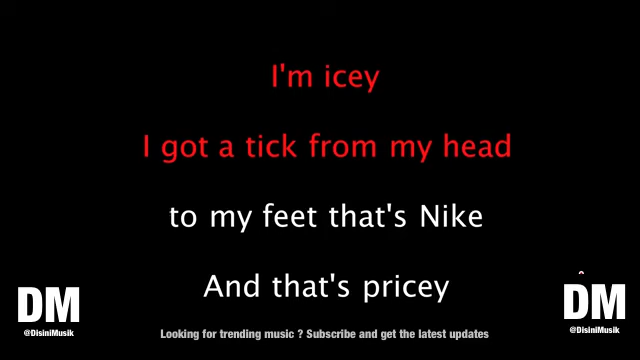 I'm icey
I got a tick from my head
to my feet that's Nike
And that's pricey
DM
@DisiniMusik
DM
@DisiniMusik
Looking for trending music ? Subscribe and get the latest updates